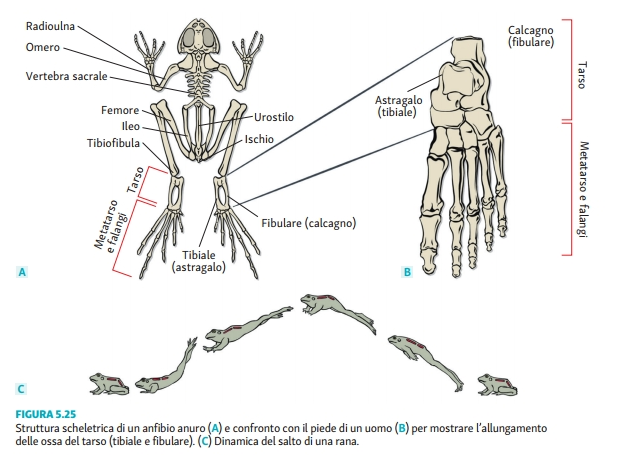 Radioulna
Omero
Vertebra sacrale
Femore
Ileo
Tibiofibula
Urostilo
Ischio
Tarso
Metatarso
e falangi
Fibulare (calcagno)
Tibiale
(astragalo)
A
Calcagno
(fibulare)
Astragalo
(tibiale)
Tarso
Metatarso e falangi
B
C
FIGURA 5.25
Struttura scheletrica di un anfibio anuro (A) e confronto con il piede di un uomo (B) per mostrare l'allungamento
delle ossa del tarso (tibiale e fibulare). (C) Dinamica del salto di una rana.